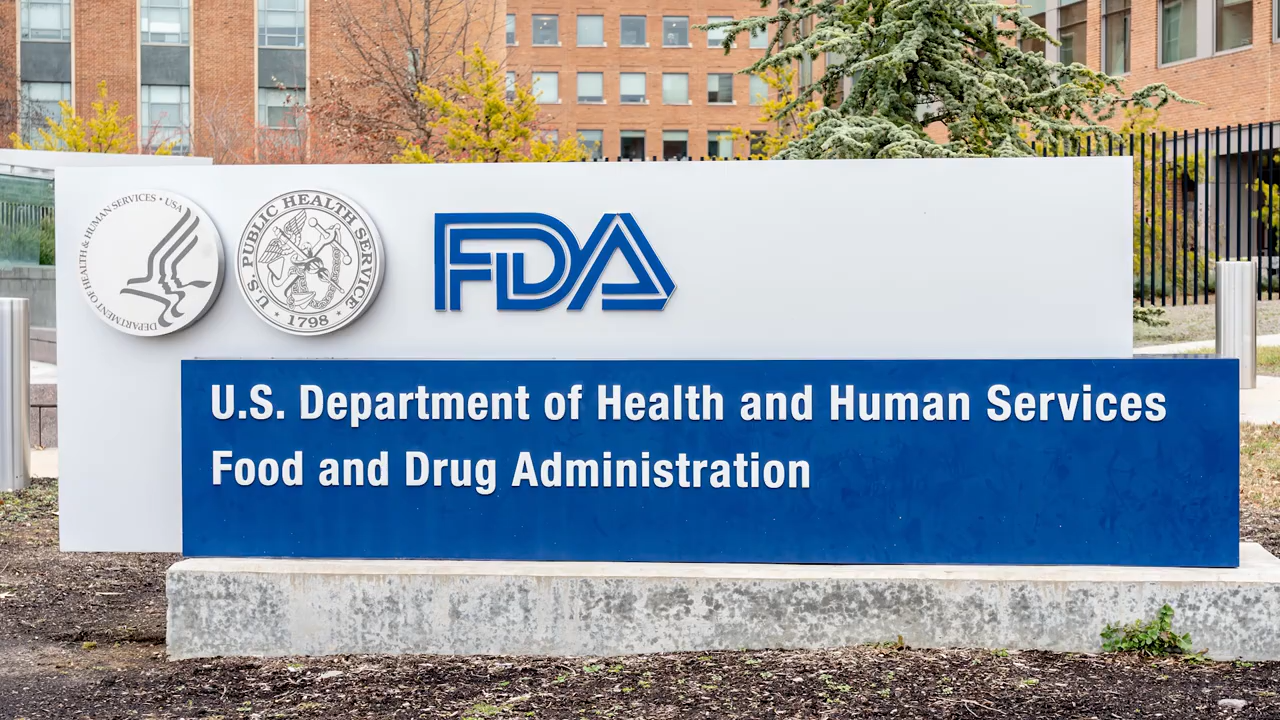 DEPARTMENT OF HEALTH & HUMAN SERVICES • USA
U.S. PUBLIC HEALTH SERVICE
1798
FDA
U.S. Department of Health and Human Services
Food and Drug Administration